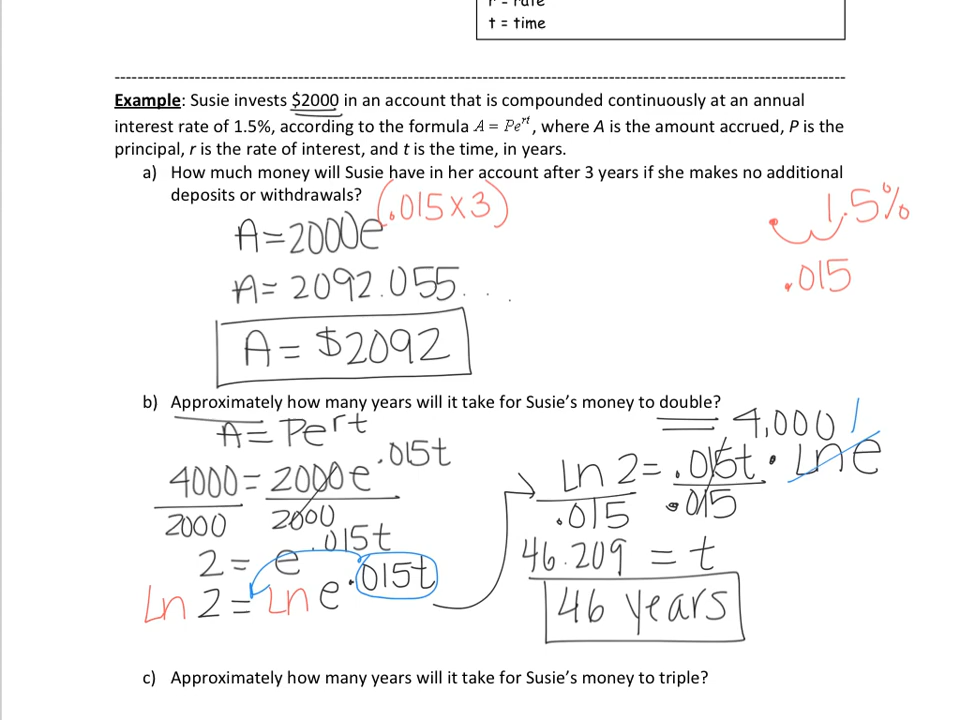 r = rate
t = time
Example: Susie invests $2000 in an account that is compounded continuously at an annual
interest rate of 1.5%, according to the formula A = Pe^rt, where A is the amount accrued, P is the
principal, r is the rate of interest, and t is the time, in years.
a) How much money will Susie have in her account after 3 years if she makes no additional
deposits or withdrawals?
A=2000e^(.015x3)
1.5%
.015
A= 2092.055...
A= $2092
b) Approximately how many years will it take for Susie's money to double?
= 4,000
A= Pe^rt
4000 = 2000e^.015t
2000 2000
2 = e^.015t
Ln 2 = Ln e^.015t
Ln 2 = .015t • Ln e 1
.015 .015
46.209 = t
46 years
c) Approximately how many years will it take for Susie's money to triple?